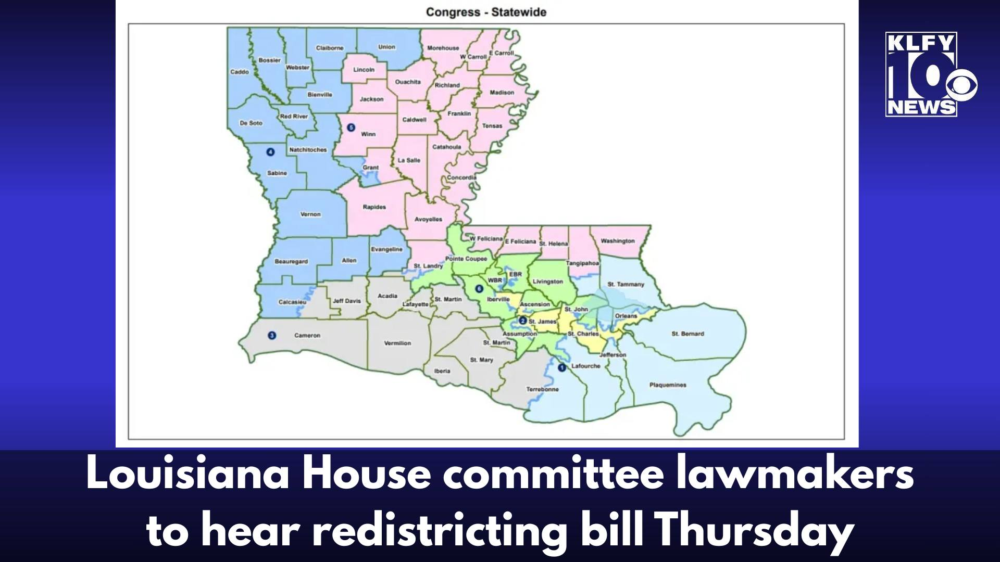 Congress - Statewide
KLFY
10
NEWS
Claiborne
Union
Morehouse
W Carroll
E Carroll
Bossier
Webster
Caddo
Lincoln
Ouachita
Richland
Madison
Bienville
Jackson
Franklin
Red River
De Soto
Caldwell
Tensas
5
Winn
4
Natchitoches
Catahoula
La Salle
Grant
Sabine
Concordia
Rapides
Vernon
Avoyelles
W Feliciana
E Feliciana
St. Helena
Washington
Evangeline
Beauregard
Allen
Pointe Coupee
Tangipahoa
St. Landry
EBR
WBR
Livingston
St. Tammany
6
Acadia
Calcasieu
Jeff Davis
Lafayette
St. Martin
Iberville
Ascension
St. John
Orleans
2
St. James
3
Cameron
Assumption
St. Charles
St. Bernard
Vermilion
St. Martin
Jefferson
St. Mary
1
Lafourche
Iberia
Terrebonne
Plaquemines
Louisiana House committee lawmakers
to hear redistricting bill Thursday